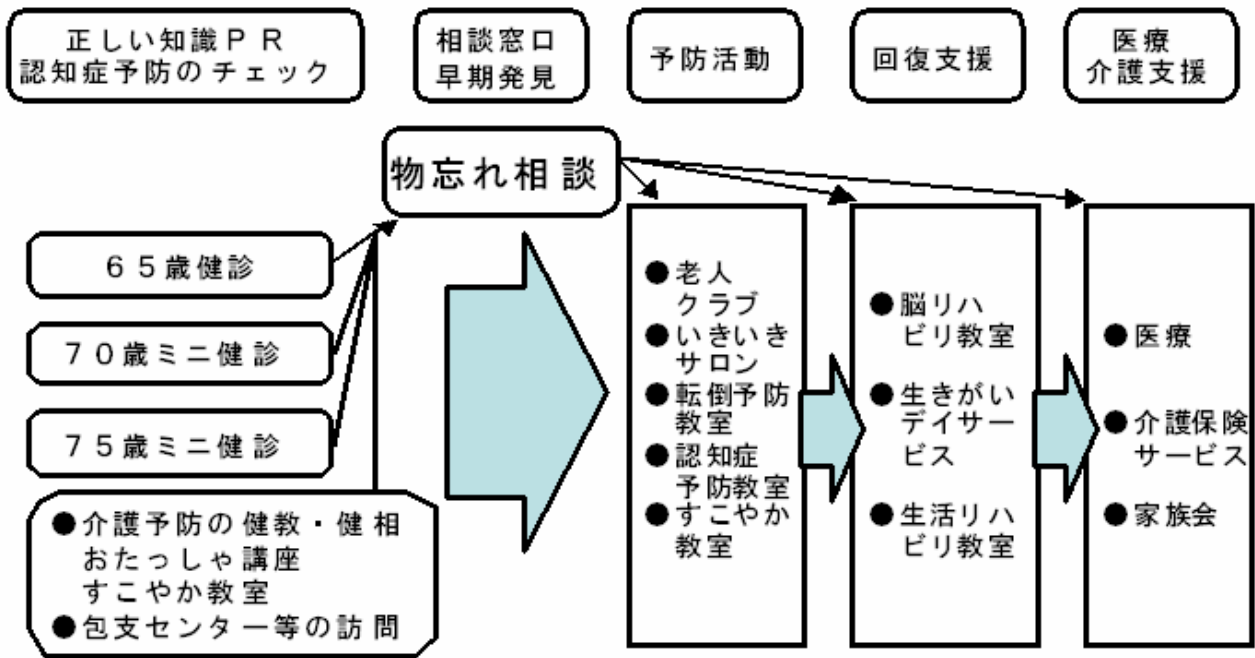 正しい知識ＰＲ
認知症予防のチェック
相談窓口
早期発見
予防活動
回復支援
医療
介護支援
物忘れ相談
６５歳健診
７０歳ミニ健診
７５歳ミニ健診
●介護予防の健教・健相
おたっしゃ講座
すこやか教室
●包支センター等の訪問
●老人
クラブ
●いきいき
サロン
●転倒予防
教室
●認知症
予防教室
●すこやか
教室
●脳リハ
ビリ教室
●生きがい
デイサー
ビス
●生活リハ
ビリ教室
●医療
●介護保険
サービス
●家族会